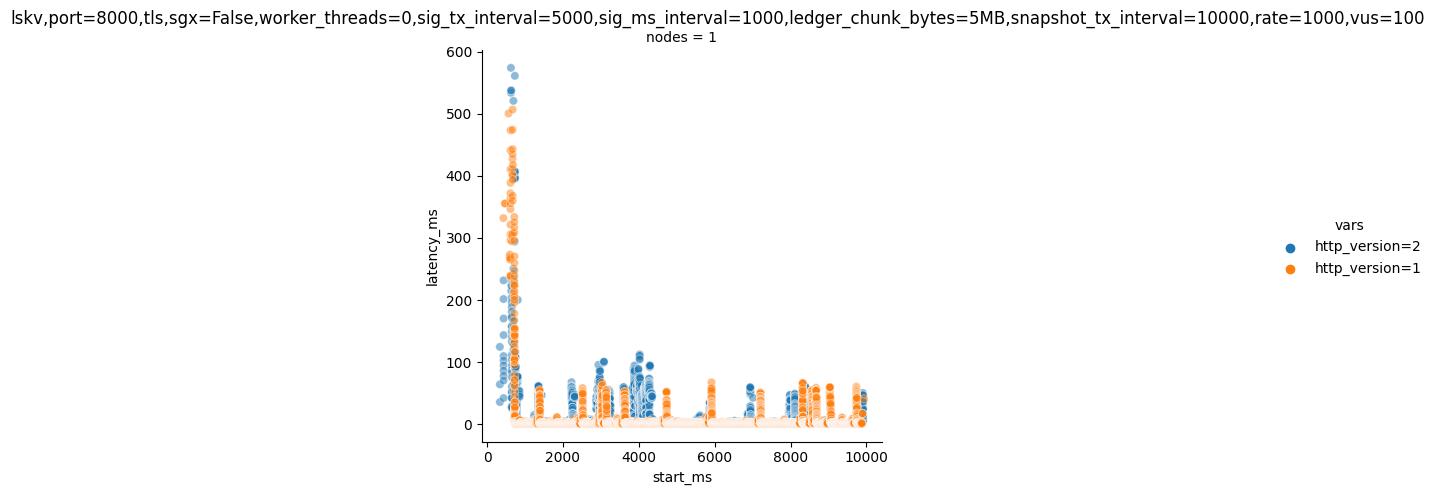 lskv,port=8000,tls,sgx=False,worker_threads=0,sig_tx_interval=5000,sig_ms_interval=1000,ledger_chunk_bytes=5MB,snapshot_tx_interval=10000,rate=1000,vus=100
nodes = 1
600
500
400
300
200
100
0
latency_ms
0 2000 4000 6000 8000 10000
start_ms
vars
http_version=2
http_version=1